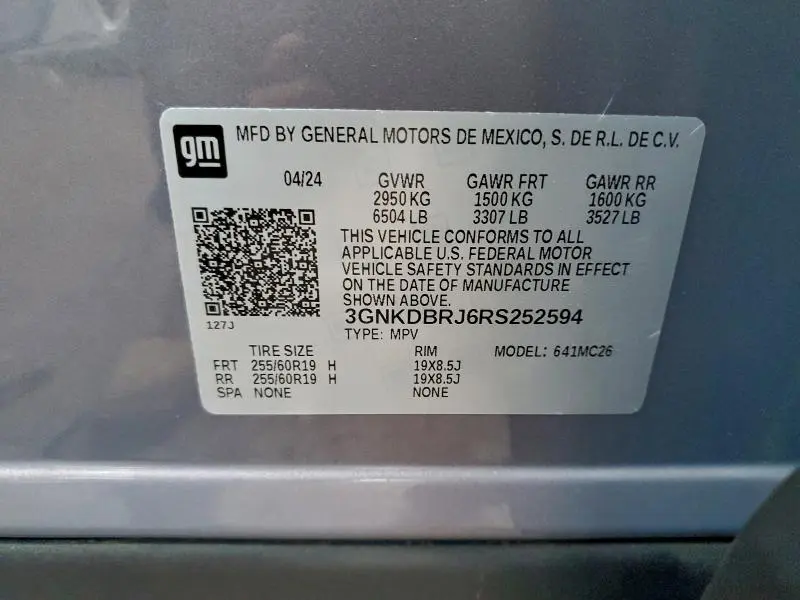 gm MFD BY GENERAL MOTORS DE MEXICO, S. DE R.L. DE C.V.
04/24 GVWR GAWR FRT GAWR RR
2950 KG 1500 KG 1600 KG
6504 LB 3307 LB 3527 LB
THIS VEHICLE CONFORMS TO ALL
APPLICABLE U.S. FEDERAL MOTOR
VEHICLE SAFETY STANDARDS IN EFFECT
ON THE DATE OF MANUFACTURE
SHOWN ABOVE.
3GNKDBRJ6RS252594
127J
TYPE: MPV
TIRE SIZE RIM MODEL: 641MC26
FRT 255/60R19 H 19X8.5J
RR 255/60R19 H 19X8.5J
SPA NONE NONE